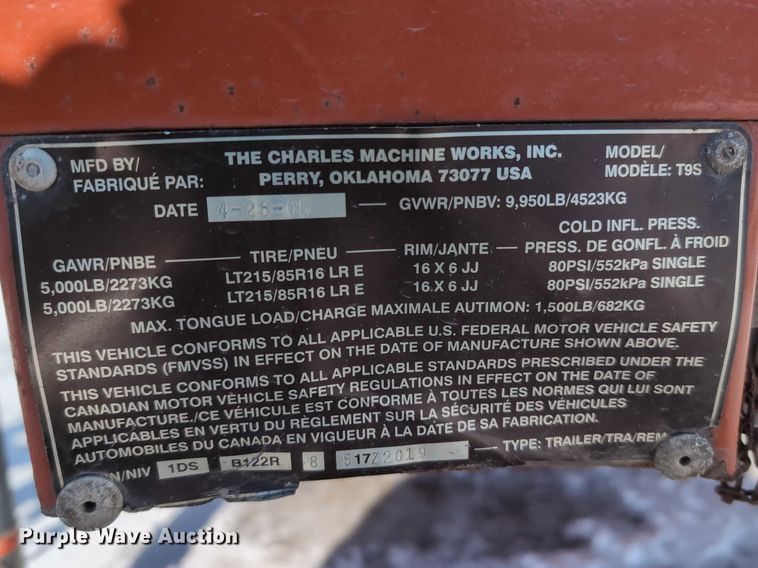 MFD BY/ THE CHARLES MACHINE WORKS, INC. MODEL/
FABRIQUÉ PAR: PERRY, OKLAHOMA 73077 USA MODÈLE: T9S
DATE 4-26-05 GVWR/PNBV: 9,950LB/4523KG
COLD INFL. PRESS.
GAWR/PNBE TIRE/PNEU RIM/JANTE PRESS. DE GONFL. À FROID
5,000LB/2273KG LT215/85R16 LR E 16 X 6 JJ 80PSI/552kPa SINGLE
5,000LB/2273KG LT215/85R16 LR E 16 X 6 JJ 80PSI/552kPa SINGLE
MAX. TONGUE LOAD/CHARGE MAXIMALE AUTIMON: 1,500LB/682KG
THIS VEHICLE CONFORMS TO ALL APPLICABLE U.S. FEDERAL MOTOR VEHICLE SAFETY
STANDARDS (FMVSS) IN EFFECT ON THE DATE OF MANUFACTURE SHOWN ABOVE.
THIS VEHICLE CONFORMS TO ALL APPLICABLE STANDARDS PRESCRIBED UNDER THE
CANADIAN MOTOR VEHICLE SAFETY REGULATIONS IN EFFECT ON THE DATE OF
MANUFACTURE./CE VÉHICULE EST CONFORME À TOUTES LES NORMES QUI LUI SONT
APPLICABLES EN VERTU DU RÈGLEMENT SUR LA SÉCURITÉ DES VÉHICULES
AUTOMOBILES DU CANADA EN VIGUEUR À LA DATE DE SA FABRICATION.
N/NIV 1DS B122R 8 517Z2019 TYPE: TRAILER/TRA/REM
Purple Wave Auction